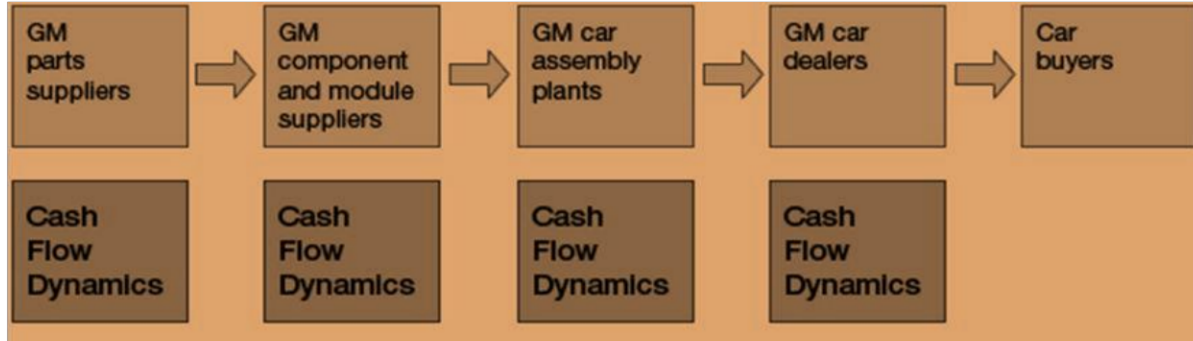 GM
parts
suppliers
GM
component
and module
suppliers
GM car
assembly
plants
GM car
dealers
Car
buyers
Cash
Flow
Dynamics
Cash
Flow
Dynamics
Cash
Flow
Dynamics
Cash
Flow
Dynamics